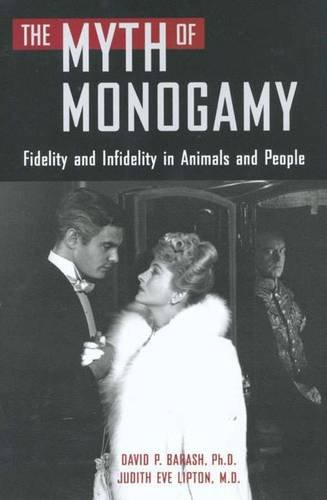 THE MYTH OF
MONOGAMY
Fidelity and Infidelity in Animals and People
DAVID P. BARASH, Ph.D.
JUDITH EVE LIPTON, M.D.